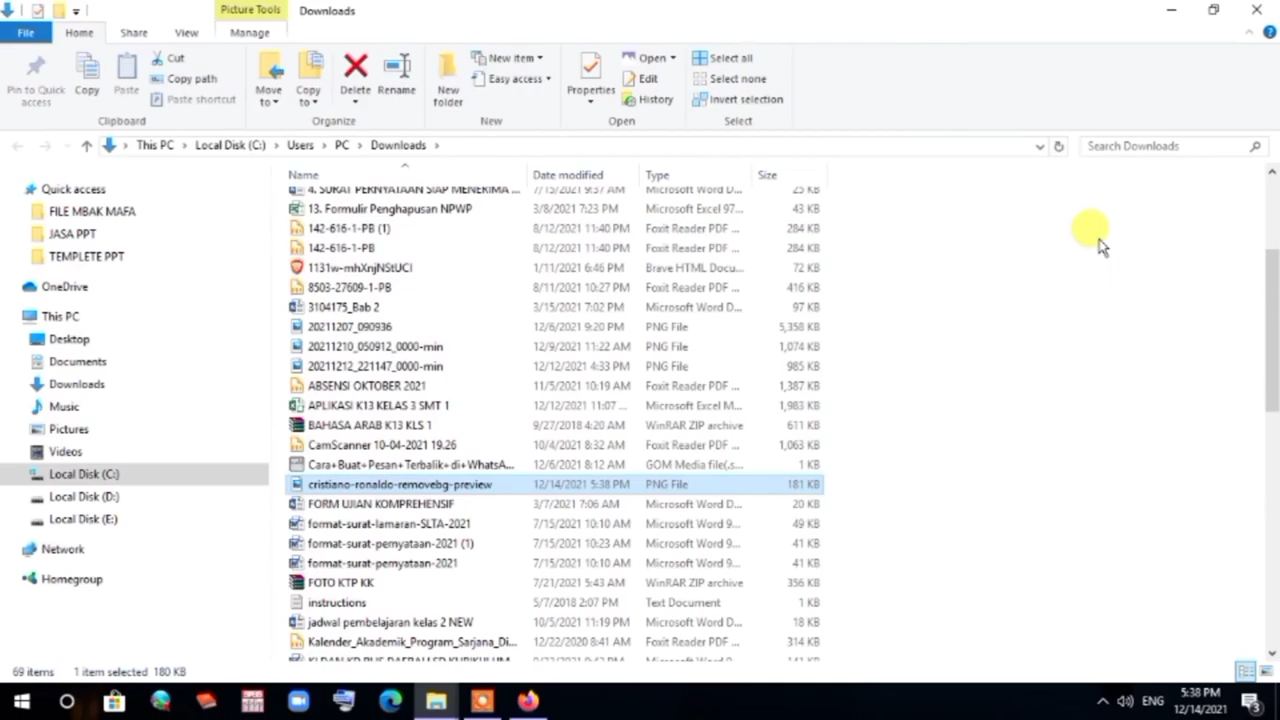 Picture Tools Downloads
File Home Share View Manage
Pin to Quick access
Copy
Paste
Cut
Copy path
Paste shortcut
Clipboard
Move to
Copy to
Delete
Rename
Organize
New folder
New item
Easy access
New
Properties
Open
Edit
History
Open
Select all
Select none
Invert selection
Select
This PC > Local Disk (C:) > Users > PC > Downloads >
Search Downloads
Quick access
FILE MBAK MAFA
JASA PPT
TEMPLETE PPT
OneDrive
This PC
Desktop
Documents
Downloads
Music
Pictures
Videos
Local Disk (C:)
Local Disk (D:)
Local Disk (E:)
Network
Homegroup
Name Date modified Type Size
4. SURAT PERNYATAAN SIAP MENERIMA ... 7/15/2021 9:37 AM Microsoft Word D... 25 KB
13. Formulir Penghapusan NPWP 3/8/2021 7:23 PM Microsoft Excel 97... 43 KB
142-616-1-PB (1) 8/12/2021 11:40 PM Foxit Reader PDF ... 284 KB
142-616-1-PB 8/12/2021 11:40 PM Foxit Reader PDF ... 284 KB
1131w-mhXnjNStUCI 1/11/2021 6:46 PM Brave HTML Docu... 72 KB
8503-27609-1-PB 8/11/2021 10:27 PM Foxit Reader PDF ... 416 KB
3104175_Bab 2 3/15/2021 7:02 PM Microsoft Word D... 97 KB
20211207_090936 12/6/2021 9:20 PM PNG File 5,358 KB
20211210_050912_0000-min 12/9/2021 11:22 AM PNG File 1,074 KB
20211212_221147_0000-min 12/12/2021 4:33 PM PNG File 985 KB
ABSENSI OKTOBER 2021 11/5/2021 10:19 AM Foxit Reader PDF ... 1,387 KB
APLIKASI K13 KELAS 3 SMT 1 12/12/2021 11:07 ... Microsoft Excel M... 1,983 KB
BAHASA ARAB K13 KLS 1 9/27/2018 4:20 AM WinRAR ZIP archive 611 KB
CamScanner 10-04-2021 19.26 10/4/2021 8:32 AM Foxit Reader PDF ... 1,063 KB
Cara+Buat+Pesan+Terbalik+di+WhatsA... 12/6/2021 8:12 AM GOM Media file(.s... 1 KB
cristiano-ronaldo-removebg-preview 12/14/2021 5:38 PM PNG File 181 KB
FORM UJIAN KOMPREHENSIF 3/7/2021 7:06 AM Microsoft Word D... 20 KB
format-surat-lamaran-SLTA-2021 7/15/2021 10:10 AM Microsoft Word 9... 49 KB
format-surat-pernyataan-2021 (1) 7/15/2021 10:23 AM Microsoft Word 9... 41 KB
format-surat-pernyataan-2021 7/15/2021 10:10 AM Microsoft Word 9... 41 KB
FOTO KTP KK 7/21/2021 5:43 AM WinRAR ZIP archive 356 KB
instructions 5/7/2018 2:07 PM Text Document 1 KB
jadwal pembelajaran kelas 2 NEW 10/5/2021 11:19 PM Microsoft Word D... 18 KB
Kalender_Akademik_Program_Sarjana_Di... 12/22/2020 8:41 AM Foxit Reader PDF ... 314 KB
69 items 1 item selected 180 KB
ENG
5:38 PM
12/14/2021
3